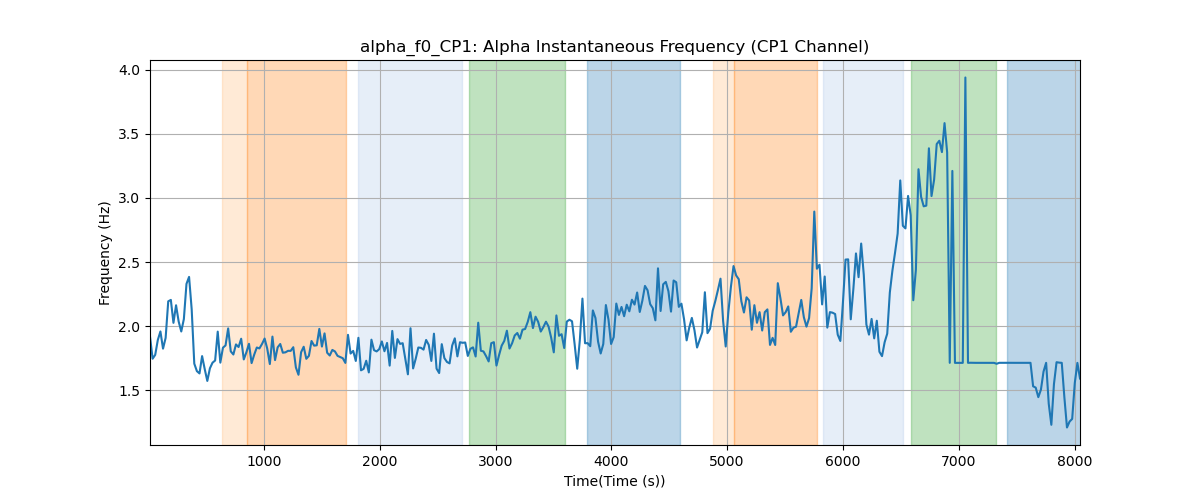 alpha_f0_CP1: Alpha Instantaneous Frequency (CP1 Channel)
4.0
3.5
3.0
2.5
2.0
1.5
Frequency (Hz)
1000 2000 3000 4000 5000 6000 7000 8000
Time(Time (s))